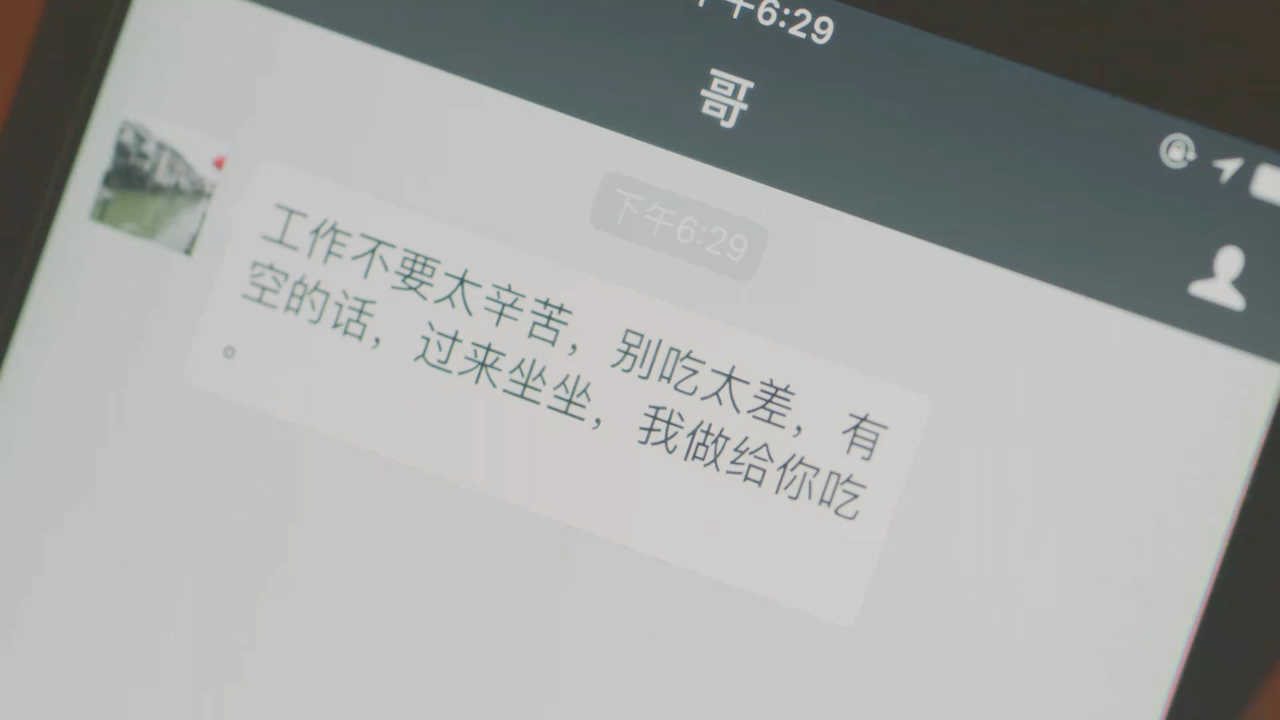 下午6:29
哥
下午6:29
工作不要太辛苦，别吃太差，有
空的话，过来坐坐，我做给你吃
。